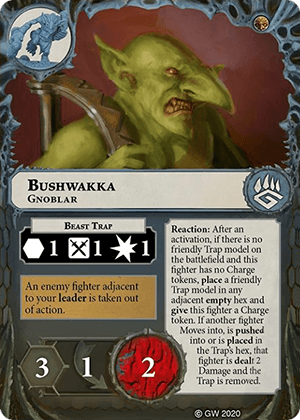 BUSHWAKKA
GNOBLAR
BEAST TRAP
1 1 1
An enemy fighter adjacent
to your leader is taken out
of action.
Reaction: After an
activation, if there is no
friendly Trap model on
the battlefield and this
fighter has no Charge
tokens, place a friendly
Trap model in any
adjacent empty hex and
give this fighter a Charge
token. If another fighter
Moves into, is pushed
into or is placed in
the Trap's hex, that
fighter is dealt 2
Damage and the
Trap is removed.
3 1 2
© GW 2020